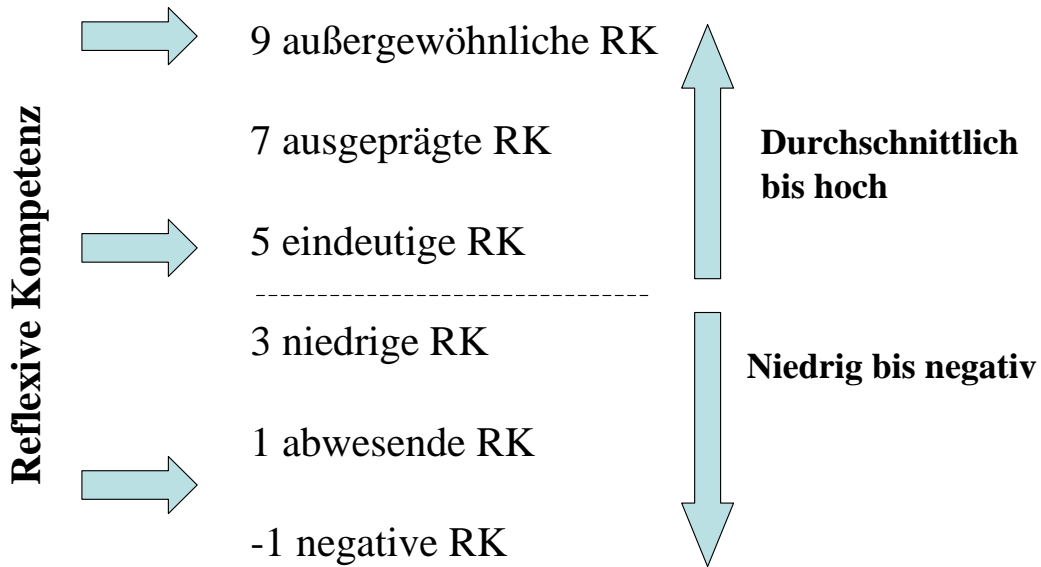 Reflexive Kompetenz
9 außergewöhnliche RK
7 ausgeprägte RK
5 eindeutige RK
3 niedrige RK
1 abwesende RK
-1 negative RK
Durchschnittlich
bis hoch
Niedrig bis negativ